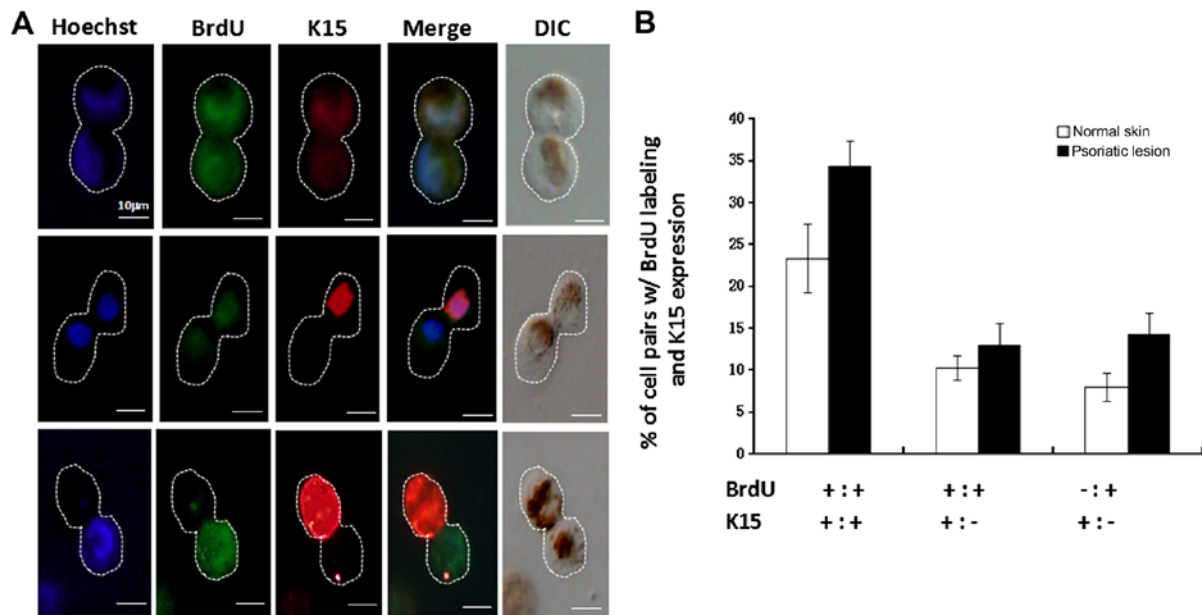 A
Hoechst BrdU K15 Merge DIC
10µm
B
40
35
30
25
20
15
10
5
0
% of cell pairs w/ BrdU labeling
and K15 expression
Normal skin
Psoriatic lesion
BrdU + : + + : + - : +
K15 + : + + : - + : -